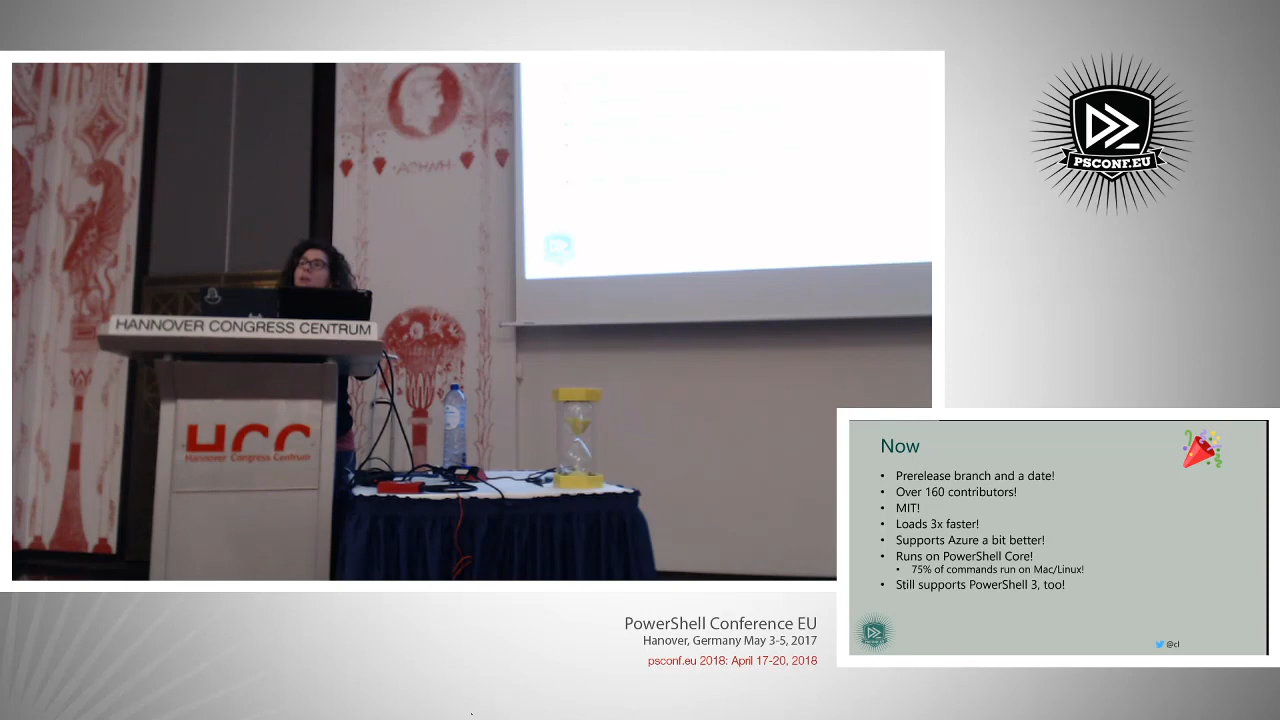 PSCONF.EU
HANNOVER CONGRESS CENTRUM
HCC
Hannover Congress Centrum
Now
• Prerelease branch and a date!
• Over 160 contributors!
• MIT!
• Loads 3x faster!
• Supports Azure a bit better!
• Runs on PowerShell Core!
• 75% of commands run on Mac/Linux!
• Still supports PowerShell 3, too!
@cl
PowerShell Conference EU
Hanover, Germany May 3-5, 2017
psconf.eu 2018: April 17-20, 2018